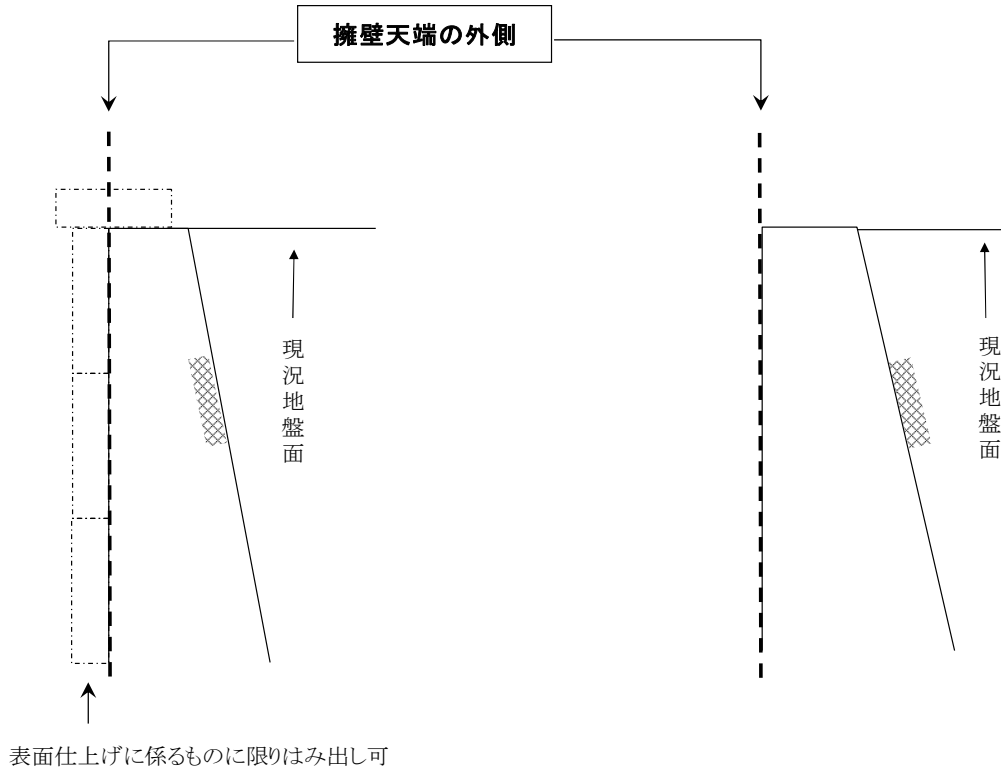 擁壁天端の外側
現況地盤面
現況地盤面
表面仕上げに係るものに限りはみ出し可